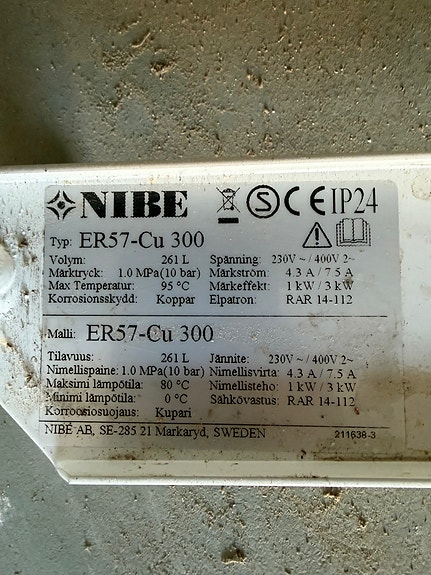 NIBE S CE IP24
Typ: ER57-Cu 300
Volym: 261 L Spänning: 230V ~ / 400V 2~
Märktryck: 1.0 MPa(10 bar) Märkström: 4.3 A / 7.5 A
Max Temperatur: 95 °C Märkeffekt: 1 kW / 3 kW
Korrosionsskydd: Koppar Elpatron: RAR 14-112
Malli: ER57-Cu 300
Tilavuus: 261 L Jännite: 230V ~ / 400V 2~
Nimellispaine: 1.0 MPa(10 bar) Nimellisvirta: 4.3 A / 7.5 A
Maksimi lämpötila: 80 °C Nimellisteho: 1 kW / 3 kW
Minimi lämpötila: 0 °C Sähkövastus: RAR 14-112
Korroosiosuojaus: Kupari
NIBE AB, SE-285 21 Markaryd, SWEDEN 211638-3